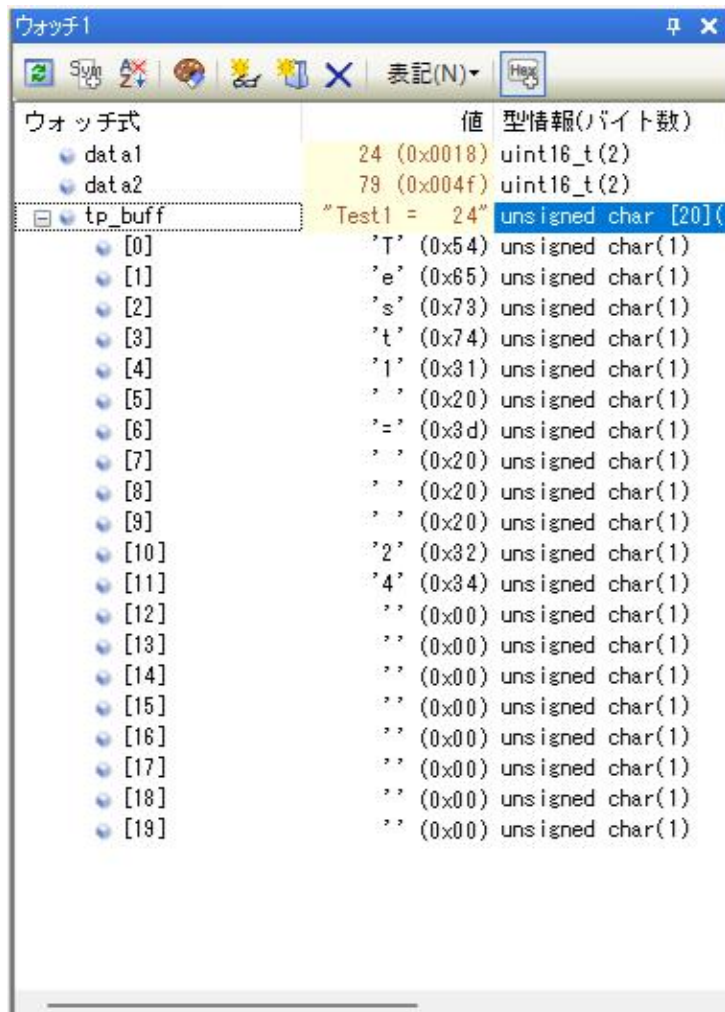 ウォッチ1
Sym
A
Z
表記(N)
Hex
ウォッチ式 値 型情報(バイト数)
data1 24 (0x0018) uint16_t(2)
data2 79 (0x004f) uint16_t(2)
tp_buff "Test1 =   24" unsigned char [20](
[0] 'T' (0x54) unsigned char(1)
[1] 'e' (0x65) unsigned char(1)
[2] 's' (0x73) unsigned char(1)
[3] 't' (0x74) unsigned char(1)
[4] '1' (0x31) unsigned char(1)
[5] ' ' (0x20) unsigned char(1)
[6] '=' (0x3d) unsigned char(1)
[7] ' ' (0x20) unsigned char(1)
[8] ' ' (0x20) unsigned char(1)
[9] ' ' (0x20) unsigned char(1)
[10] '2' (0x32) unsigned char(1)
[11] '4' (0x34) unsigned char(1)
[12] '' (0x00) unsigned char(1)
[13] '' (0x00) unsigned char(1)
[14] '' (0x00) unsigned char(1)
[15] '' (0x00) unsigned char(1)
[16] '' (0x00) unsigned char(1)
[17] '' (0x00) unsigned char(1)
[18] '' (0x00) unsigned char(1)
[19] '' (0x00) unsigned char(1)